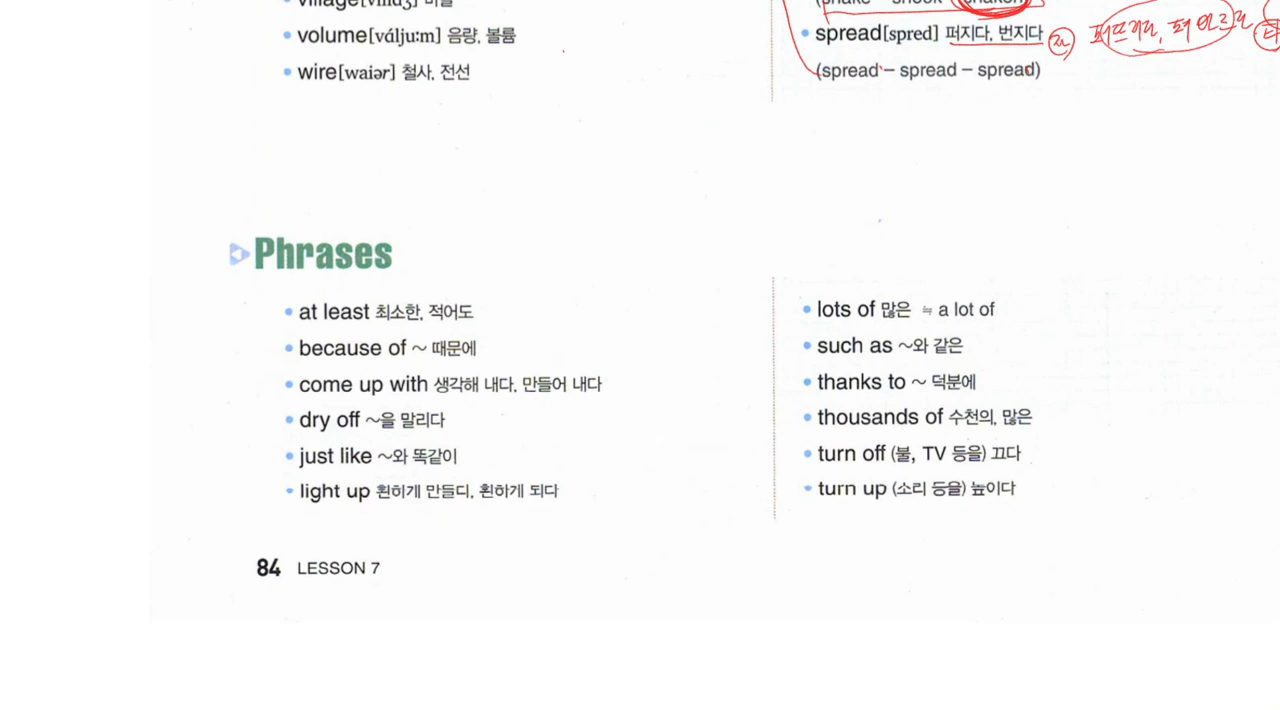 village
volume[válju:m] 음량, 볼륨
wire[waiər] 철사, 전선
(shake – shook – shaken)
spread[spred] 퍼지다, 번지다
(spread – spread – spread)
Phrases
at least 최소한, 적어도
because of ~ 때문에
come up with 생각해 내다, 만들어 내다
dry off ~을 말리다
just like ~와 똑같이
light up 환하게 만들다, 환하게 되다
lots of 많은 ≒ a lot of
such as ~와 같은
thanks to ~ 덕분에
thousands of 수천의, 많은
turn off (불, TV 등을) 끄다
turn up (소리 등을) 높이다
84 LESSON 7